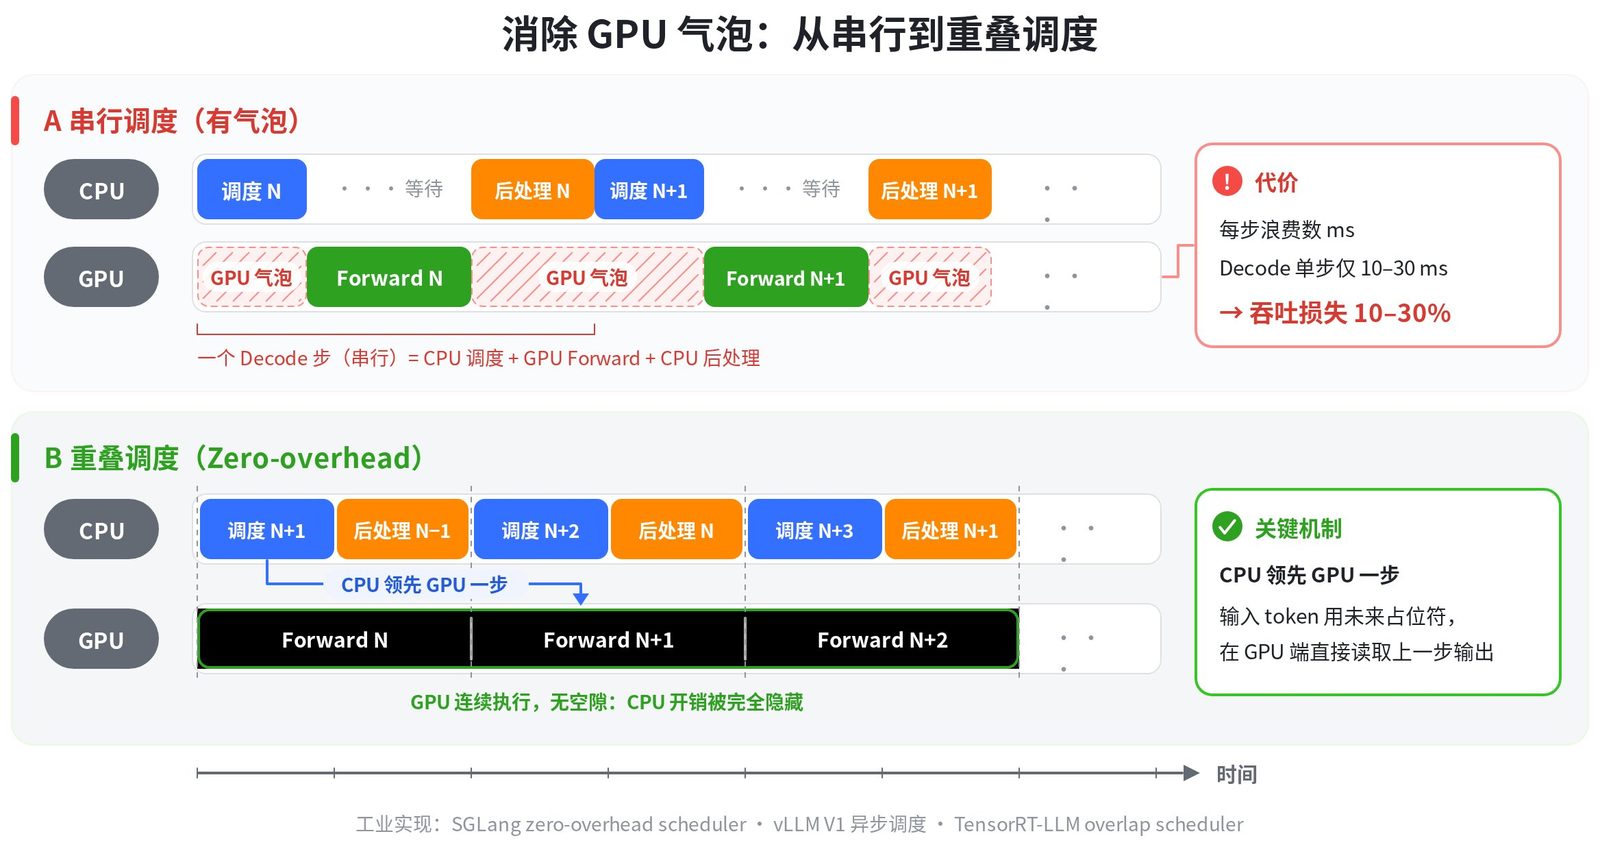 消除 GPU 气泡：从串行到重叠调度
A 串行调度（有气泡）
CPU
调度 N
· · · 等待
后处理 N
调度 N+1
· · · 等待
后处理 N+1
· · ·
GPU
GPU 气泡
Forward N
GPU 气泡
Forward N+1
GPU 气泡
· · ·
一个 Decode 步（串行）= CPU 调度 + GPU Forward + CPU 后处理
! 代价
每步浪费数 ms
Decode 单步仅 10–30 ms
→ 吞吐损失 10–30%
B 重叠调度（Zero-overhead）
CPU
调度 N+1
后处理 N−1
调度 N+2
后处理 N
调度 N+3
后处理 N+1
· · ·
CPU 领先 GPU 一步
GPU
Forward N
Forward N+1
Forward N+2
· · ·
GPU 连续执行，无空隙：CPU 开销被完全隐藏
关键机制
CPU 领先 GPU 一步
输入 token 用未来占位符，
在 GPU 端直接读取上一步输出
时间
工业实现：SGLang zero-overhead scheduler · vLLM V1 异步调度 · TensorRT-LLM overlap scheduler